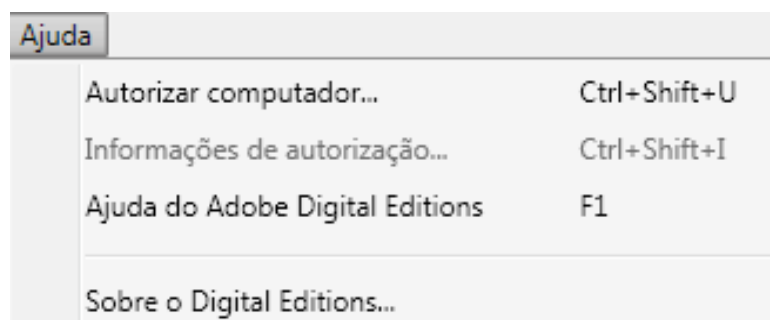 Ajuda
Autorizar computador... Ctrl+Shift+U
Informações de autorização... Ctrl+Shift+I
Ajuda do Adobe Digital Editions F1
Sobre o Digital Editions...